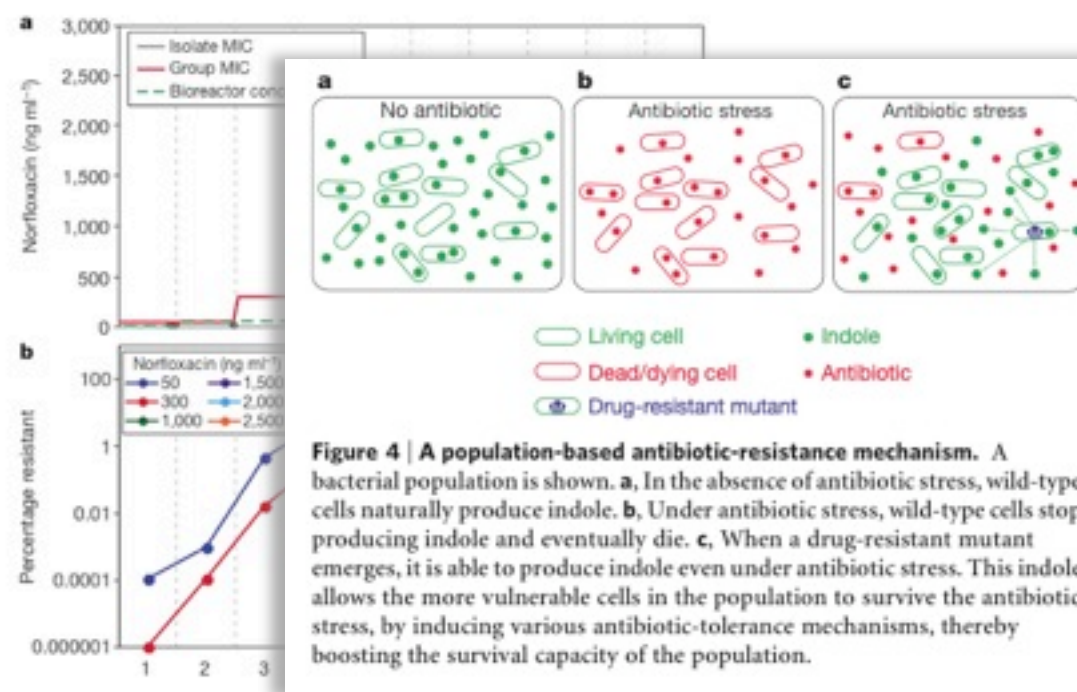 a
3,000
Isolate MIC
Group MIC
Bioreactor conc
2,500
2,000
1,500
1,000
500
0
Norfloxacin (ng ml⁻¹)
b
Norfloxacin (ng ml⁻¹)
50 1,500
300 2,000
1,000 2,500
100
1
0.01
0.0001
0.000001
Percentage resistant
1 2 3
a b c
No antibiotic Antibiotic stress Antibiotic stress
Living cell Indole
Dead/dying cell Antibiotic
Drug-resistant mutant
Figure 4 | A population-based antibiotic-resistance mechanism. A
bacterial population is shown. a, In the absence of antibiotic stress, wild-type
cells naturally produce indole. b, Under antibiotic stress, wild-type cells stop
producing indole and eventually die. c, When a drug-resistant mutant
emerges, it is able to produce indole even under antibiotic stress. This indole
allows the more vulnerable cells in the population to survive the antibiotic
stress, by inducing various antibiotic-tolerance mechanisms, thereby
boosting the survival capacity of the population.